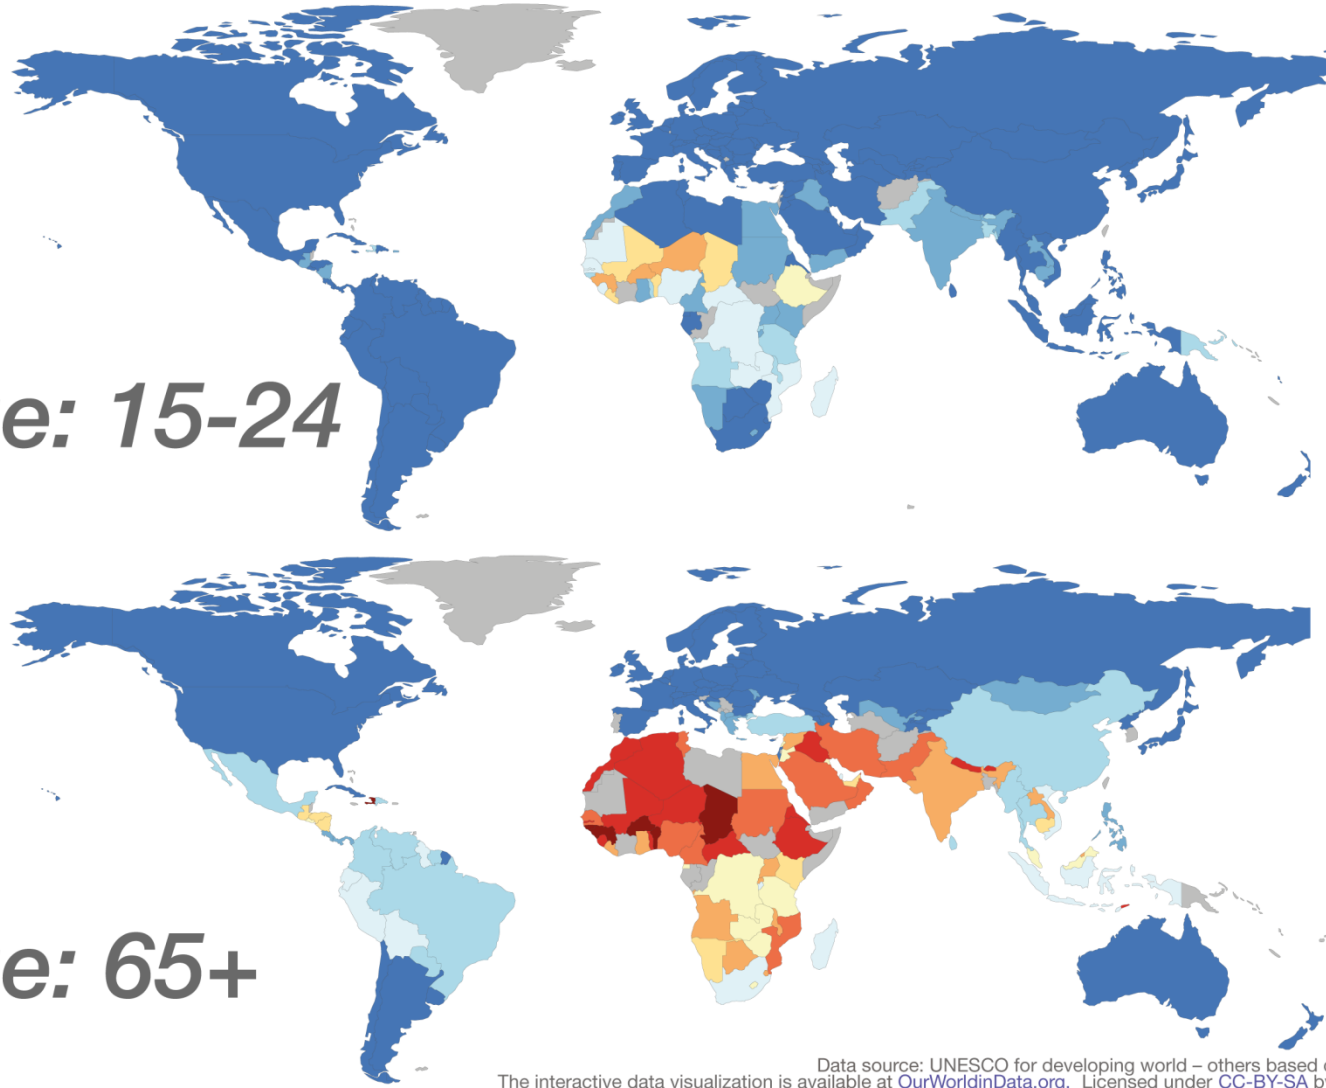 e: 15-24
e: 65+
Data source: UNESCO for developing world – others based
The interactive data visualization is available at OurWorldinData.org. Licensed under CC-BY-SA